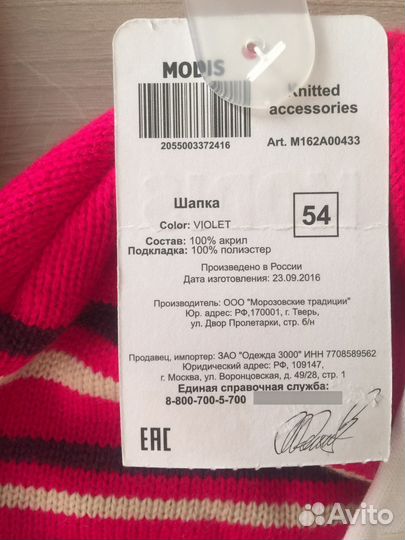 MODIS
Knitted
accessories
2055003372416
Art. M162A00433
Шапка
54
Color: VIOLET
Состав: 100% акрил
Подкладка: 100% полиэстер
Произведено в России
Дата изготовления: 23.09.2016
Производитель: ООО "Морозовские традиции"
Юр. адрес: РФ,170001, г. Тверь,
ул. Двор Пролетарки, стр. б/н
Продавец, импортер: ЗАО "Одежда 3000" ИНН 7708589562
Юридический адрес: РФ, 109147,
г. Москва, ул. Воронцовская, д. 49/28, стр. 1
Единая справочная служба:
8-800-700-5-700
EAC
Avito